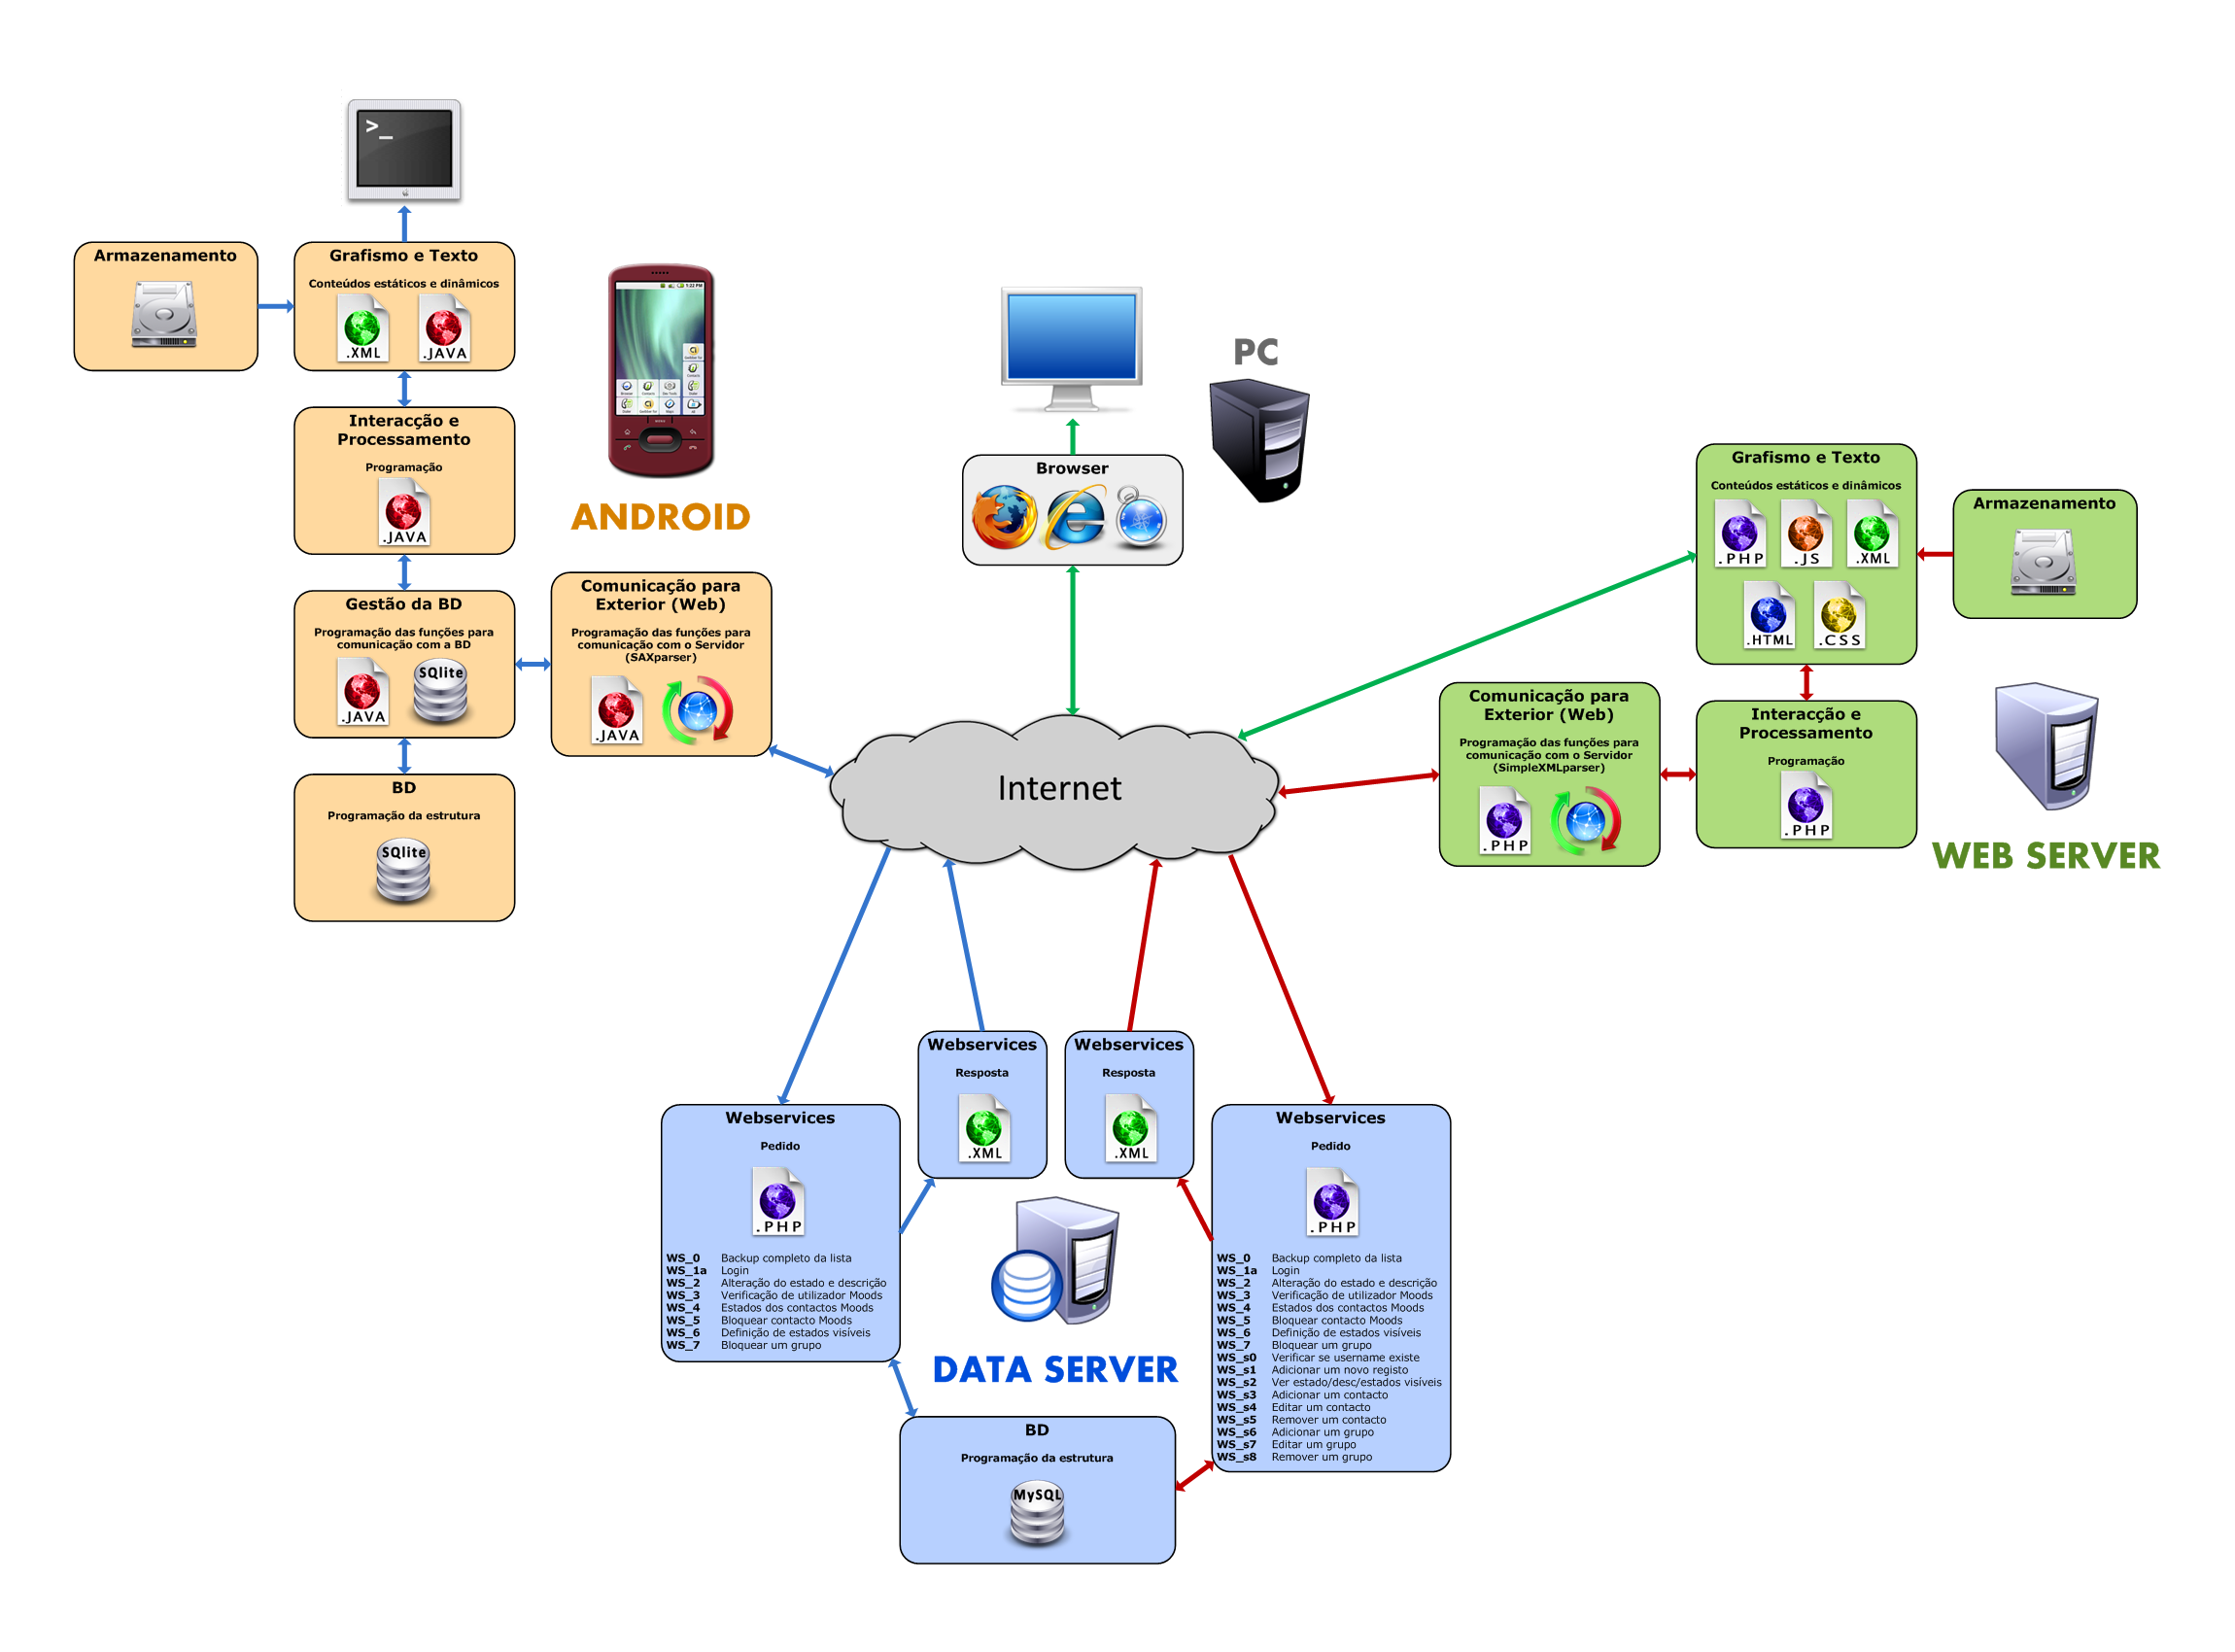 >_
Armazenamento
Grafismo e Texto
Conteúdos estáticos e dinâmicos
.XML
.JAVA
Interacção e
Processamento
Programação
.JAVA
Gestão da BD
Programação das funções para
comunicação com a BD
.JAVA
SQlite
BD
Programação da estrutura
SQlite
Comunicação para
Exterior (Web)
Programação das funções para
comunicação com o Servidor
(SAXparser)
.JAVA
1:22 PM
ANDROID
PC
Browser
Internet
Grafismo e Texto
Conteúdos estáticos e dinâmicos
.PHP
.JS
.XML
.HTML
.CSS
Armazenamento
Comunicação para
Exterior (Web)
Programação das funções para
comunicação com o Servidor
(SimpleXMLparser)
.PHP
Interacção e
Processamento
Programação
.PHP
WEB SERVER
Webservices
Pedido
.PHP
WS_0 Backup completo da lista
WS_1a Login
WS_2 Alteração do estado e descrição
WS_3 Verificação de utilizador Moods
WS_4 Estados dos contactos Moods
WS_5 Bloquear contacto Moods
WS_6 Definição de estados visíveis
WS_7 Bloquear um grupo
Webservices
Resposta
.XML
Webservices
Resposta
.XML
Webservices
Pedido
.PHP
WS_0 Backup completo da lista
WS_1a Login
WS_2 Alteração do estado e descrição
WS_3 Verificação de utilizador Moods
WS_4 Estados dos contactos Moods
WS_5 Bloquear contacto Moods
WS_6 Definição de estados visíveis
WS_7 Bloquear um grupo
WS_s0 Verificar se username existe
WS_s1 Adicionar um novo registo
WS_s2 Ver estado/desc/estados visíveis
WS_s3 Adicionar um contacto
WS_s4 Editar um contacto
WS_s5 Remover um contacto
WS_s6 Adicionar um grupo
WS_s7 Editar um grupo
WS_s8 Remover um grupo
DATA SERVER
BD
Programação da estrutura
MySQL